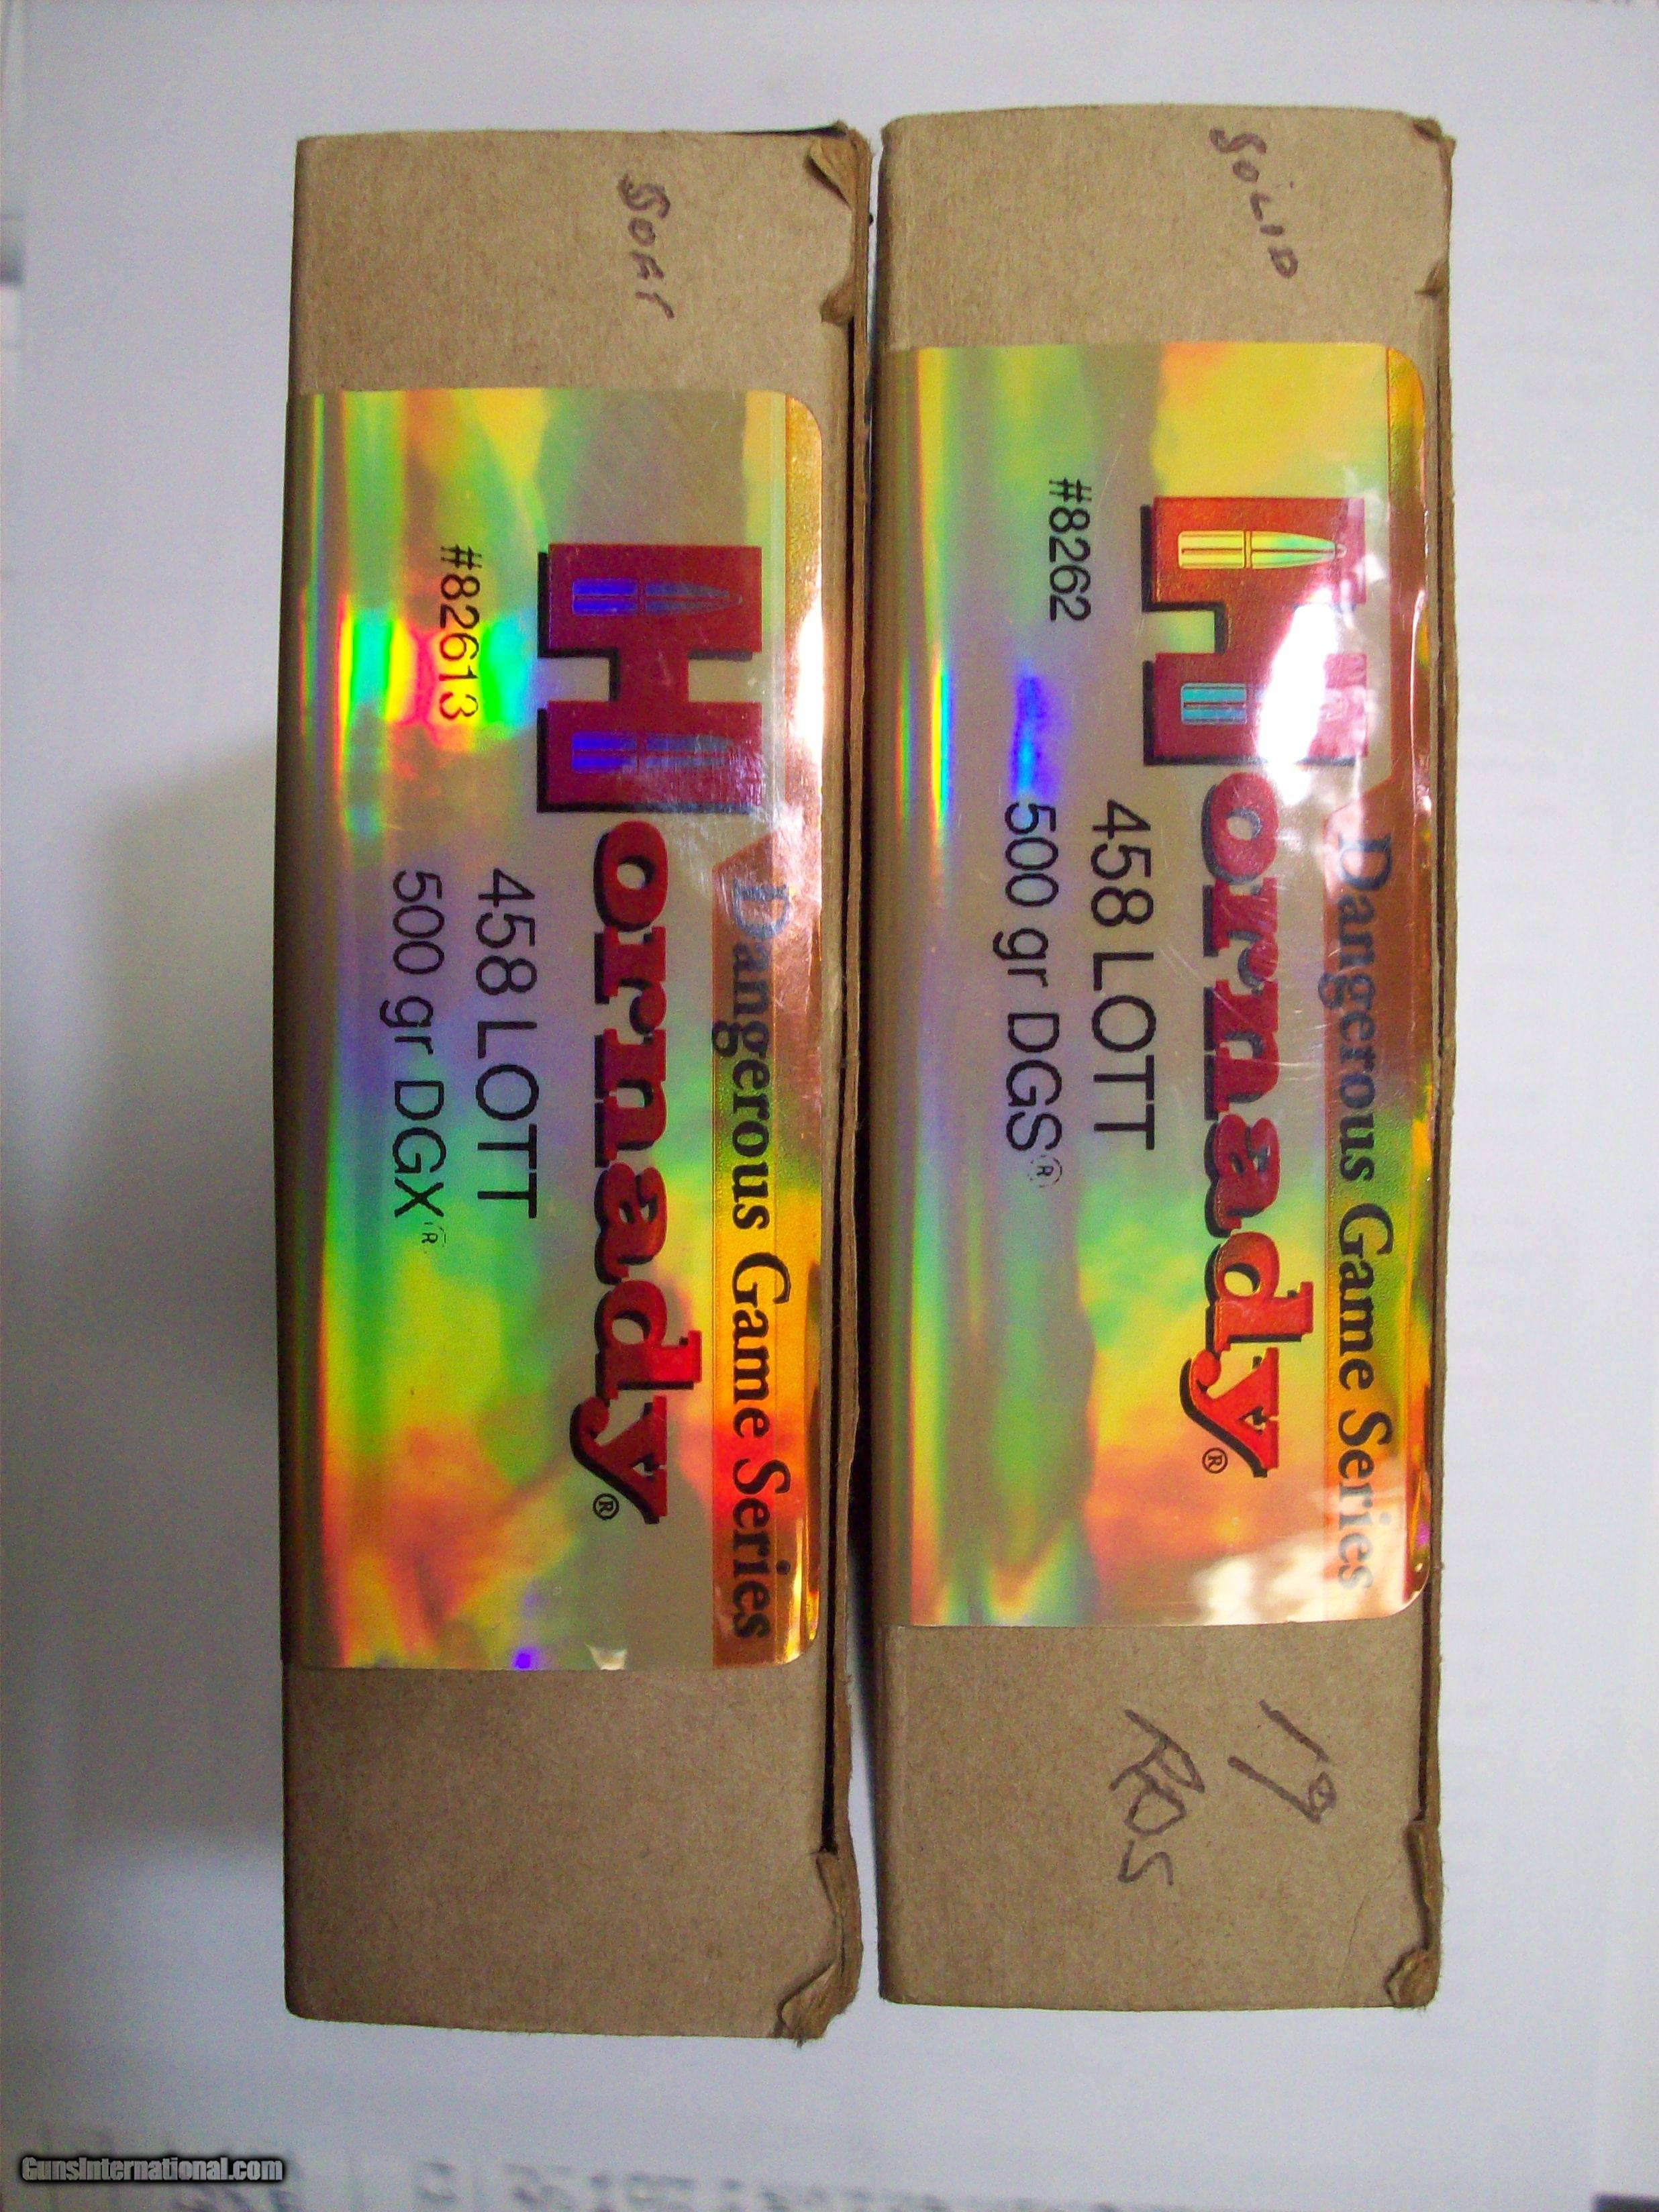 SOLID
Dangerous Game Series
Hornady®
#8262
458 LOTT
500 gr DGS®
19
RDS
SOFT
Dangerous Game Series
Hornady®
#82613
458 LOTT
500 gr DGX®
GunsInternational.com